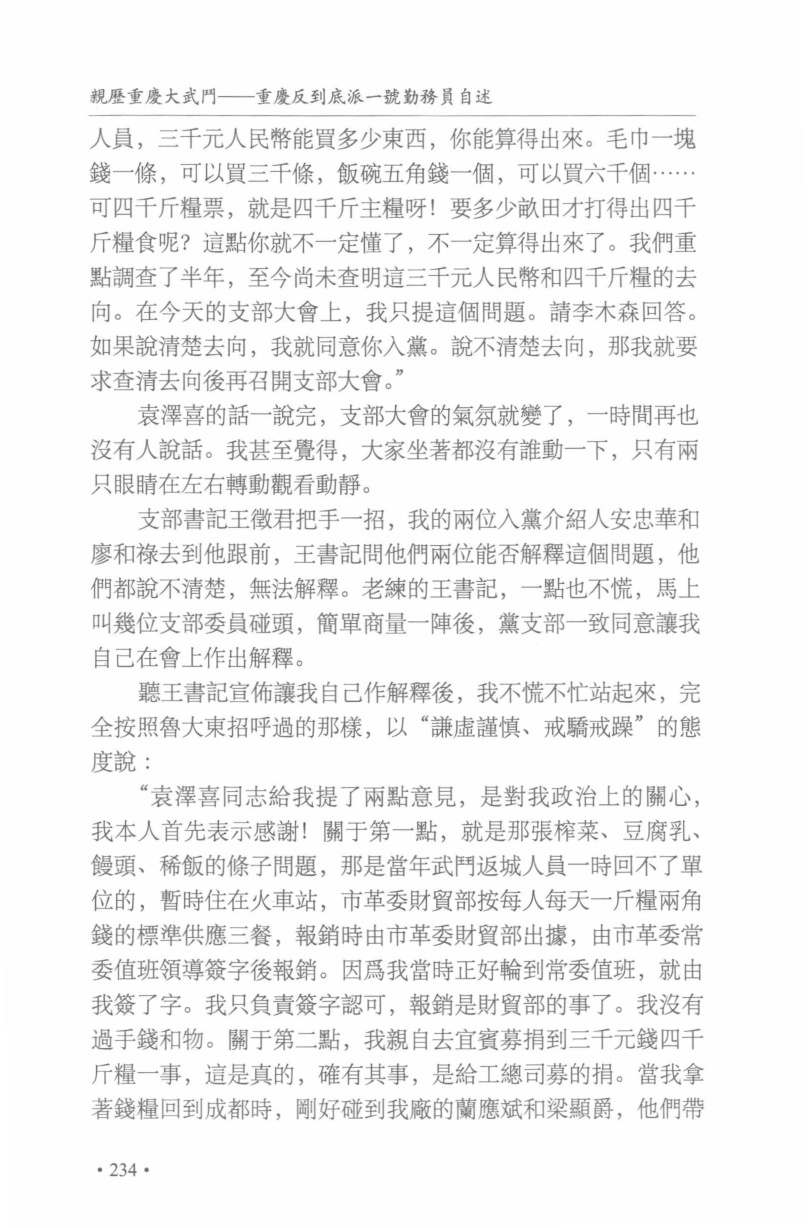 親歷重慶大武鬥——重慶反到底派一號勤務員自述
人員，三千元人民幣能買多少東西，你能算得出來。毛巾一塊
錢一條，可以買三千條，飯碗五角錢一個，可以買六千個……
可四千斤糧票，就是四千斤主糧呀！要多少畝田才打得出四千
斤糧食呢？這點你就不一定懂了，不一定算得出來了。我們重
點調查了半年，至今尚未查明這三千元人民幣和四千斤糧的去
向。在今天的支部大會上，我只提這個問題。請李木森回答。
如果說清楚去向，我就同意你入黨。說不清楚去向，那我就要
求查清去向後再召開支部大會。”
袁澤喜的話一說完，支部大會的氣氛就變了，一時間再也
沒有人說話。我甚至覺得，大家坐著都沒有誰動一下，只有兩
只眼睛在左右轉動觀看動靜。
支部書記王徵君把手一招，我的兩位入黨介紹人安忠華和
廖和祿去到他跟前，王書記問他們兩位能否解釋這個問題，他
們都說不清楚，無法解釋。老練的王書記，一點也不慌，馬上
叫幾位支部委員碰頭，簡單商量一陣後，黨支部一致同意讓我
自己在會上作出解釋。
聽王書記宣佈讓我自己作解釋後，我不慌不忙站起來，完
全按照魯大東招呼過的那樣，以“謙虛謹慎、戒驕戒躁”的態
度說：
“袁澤喜同志給我提了兩點意見，是對我政治上的關心，
我本人首先表示感謝！關于第一點，就是那張榨菜、豆腐乳、
饅頭、稀飯的條子問題，那是當年武鬥返城人員一時回不了單
位的，暫時住在火車站，市革委財貿部按每人每天一斤糧兩角
錢的標準供應三餐，報銷時由市革委財貿部出據，由市革委常
委值班領導簽字後報銷。因爲我當時正好輪到常委值班，就由
我簽了字。我只負責簽字認可，報銷是財貿部的事了。我沒有
過手錢和物。關于第二點，我親自去宜賓募捐到三千元錢四千
斤糧一事，這是真的，確有其事，是給工總司募的捐。當我拿
著錢糧回到成都時，剛好碰到我廠的蘭應斌和梁顯爵，他們帶
• 234 •